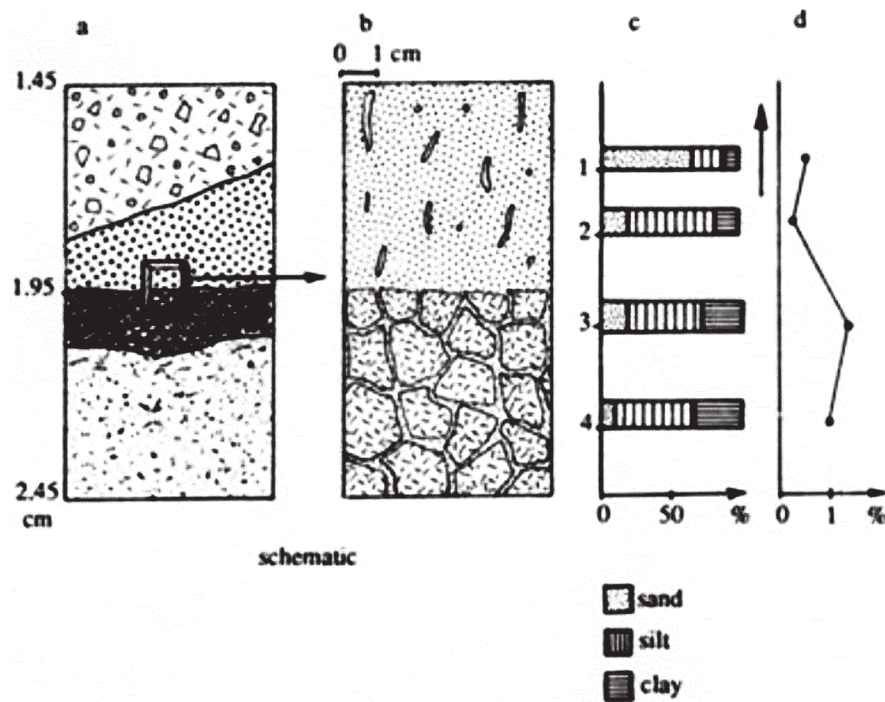 a b c d
0 1 cm
1.45
1
2
1.95
3
4
2.45
cm
0 50 %
0 1 %
schematic
sand
silt
clay